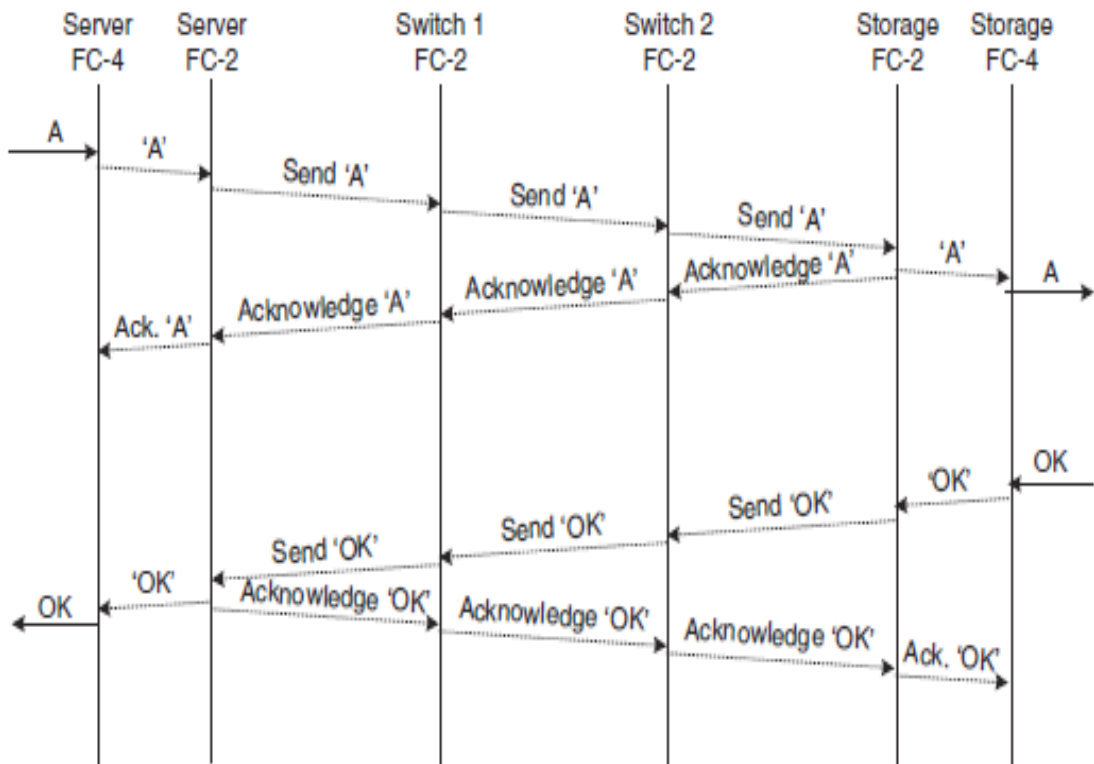 Server Server Switch 1 Switch 2 Storage Storage
FC-4 FC-2 FC-2 FC-2 FC-2 FC-4
A
‘A’
Send ‘A’
Send ‘A’
Send ‘A’
‘A’
A
Acknowledge ‘A’
Acknowledge ‘A’
Acknowledge ‘A’
Ack. ‘A’
OK
‘OK’
Send ‘OK’
Send ‘OK’
Send ‘OK’
‘OK’
OK
Acknowledge ‘OK’
Acknowledge ‘OK’
Acknowledge ‘OK’
Ack. ‘OK’